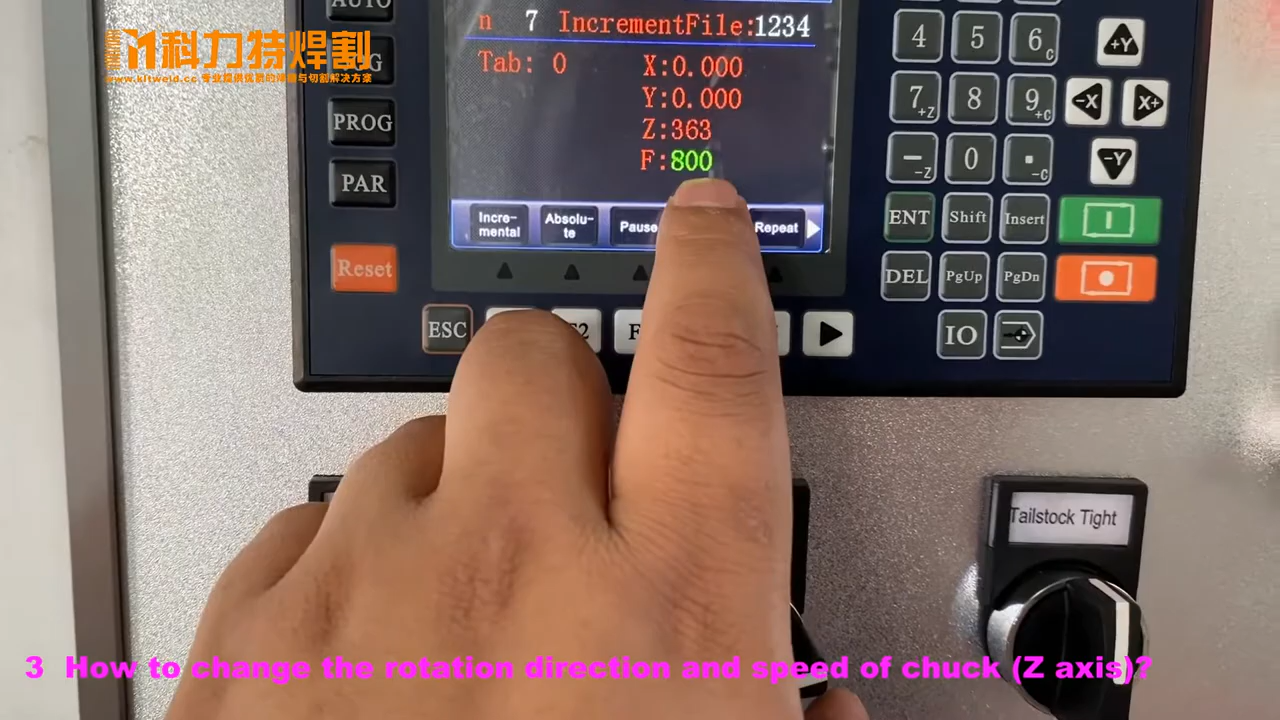 AUTO
n 7 IncrementFile:1234
Tab: 0 X:0.000
Y:0.000
Z:363
F:800
PROG
PAR
Reset
Incre-
mental
Absolu-
te
Pause
Repeat
ESC
4 5 6C
7+Z 8 9+C
−-Z 0 .-C
+Y
-X X+
-Y
ENT Shift Insert
DEL PgUp PgDn
IO
科力特焊割
www.kltweld.cc 专业提供优质的焊接与切割解决方案
Tailstock Tight
3 How to change the rotation direction and speed of chuck (Z axis)?